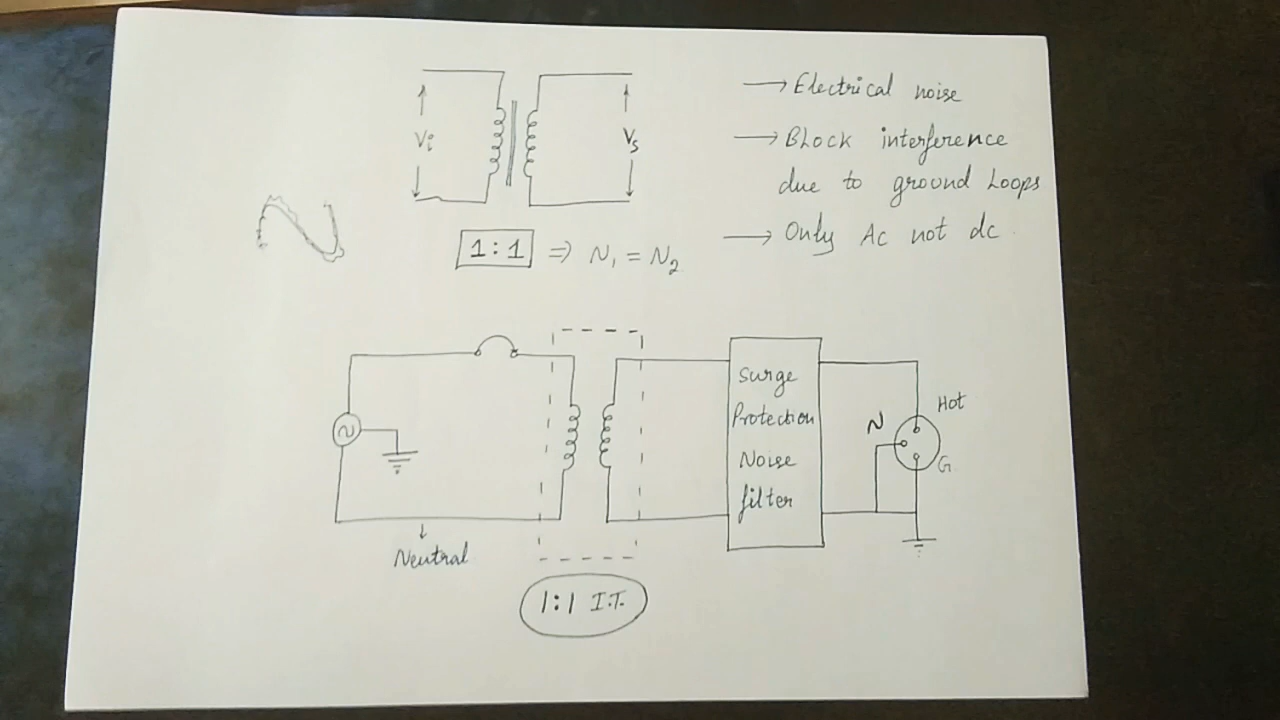 Vi
Vs
1:1 ⇒ N1 = N2
→ Electrical noise
→ Block interference
due to ground Loops
→ Only Ac not dc
Neutral
1:1 I.T.
Surge
Protection
Noise
filter
Hot
N
G